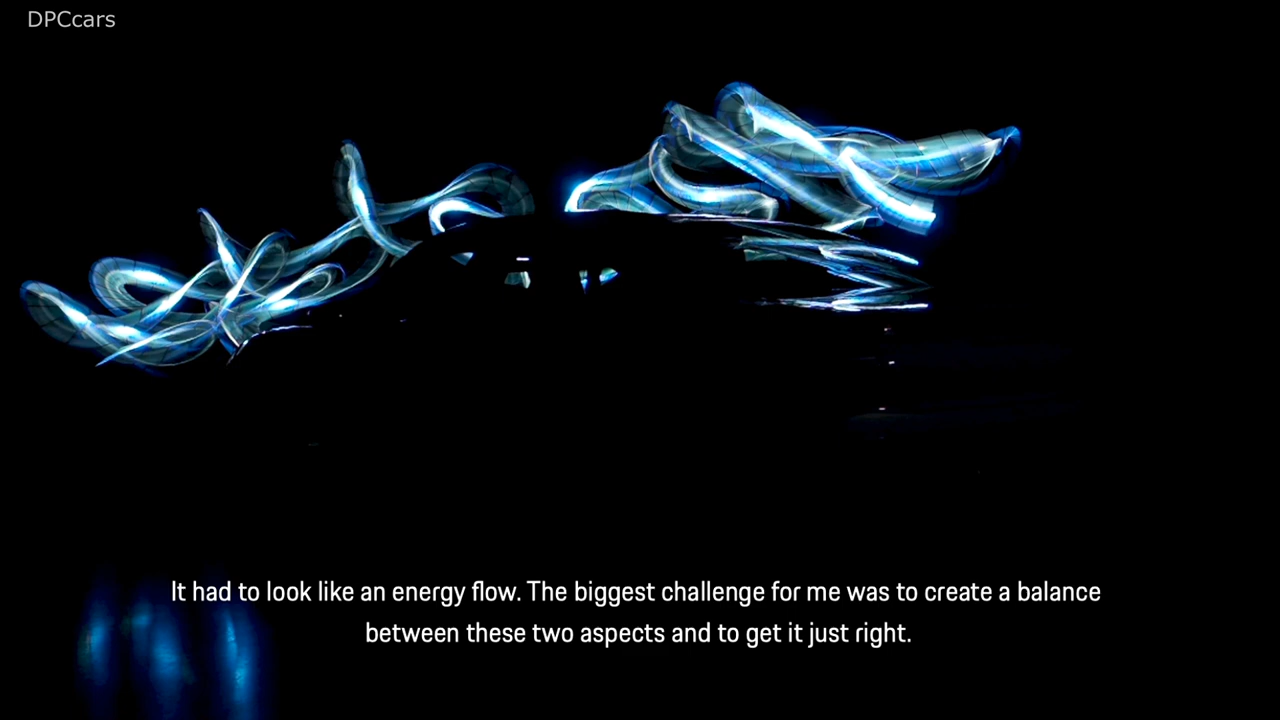 DPCcars
It had to look like an energy flow. The biggest challenge for me was to create a balance
between these two aspects and to get it just right.